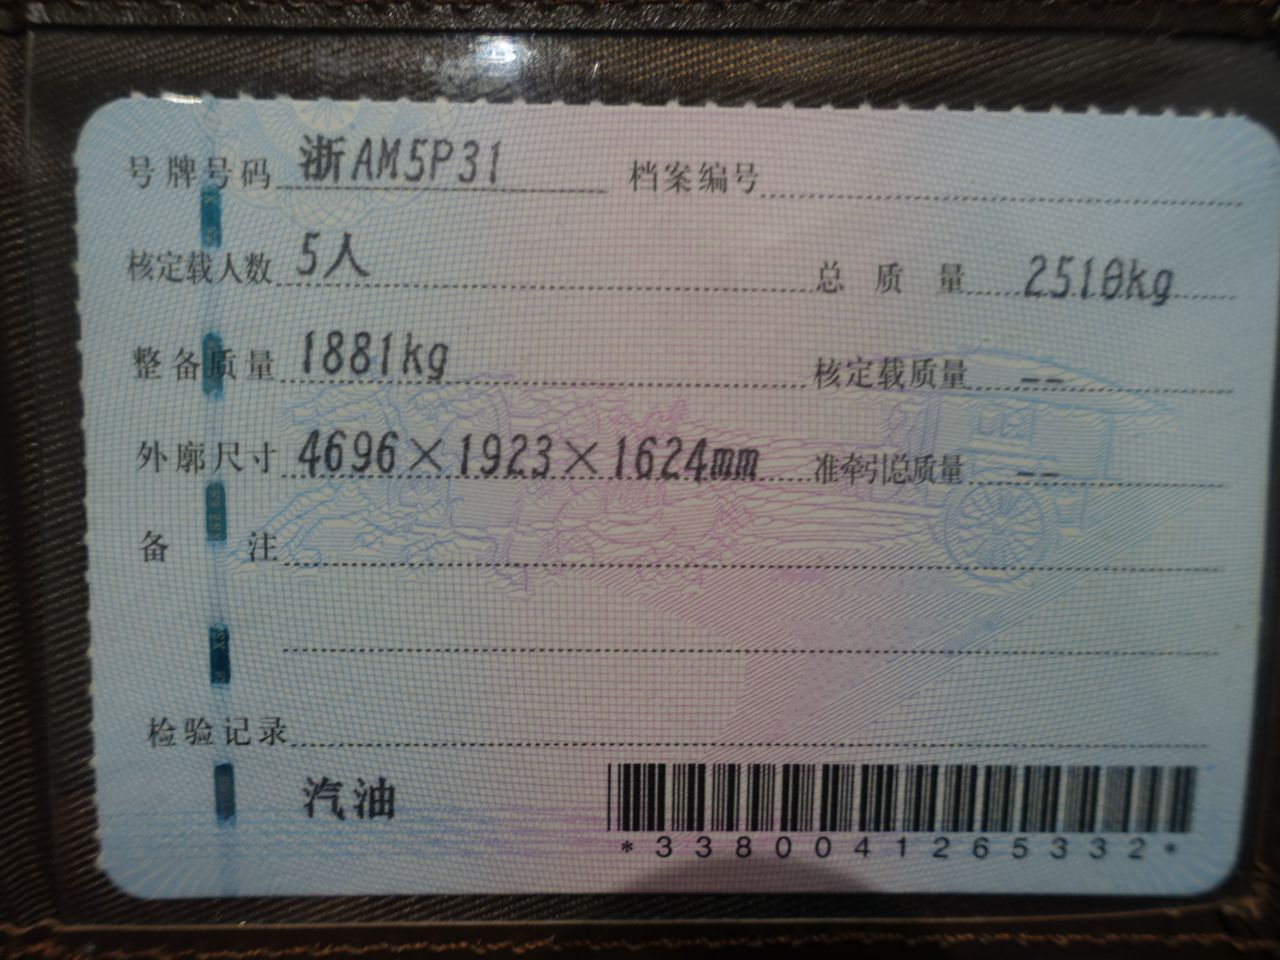 号牌号码 浙AM5P31 档案编号
核定载人数 5人 总质量 2510kg
整备质量 1881kg 核定载质量 --
外廓尺寸 4696×1923×1624mm 准牵引总质量 --
备注
检验记录
汽油
*3380041265332*